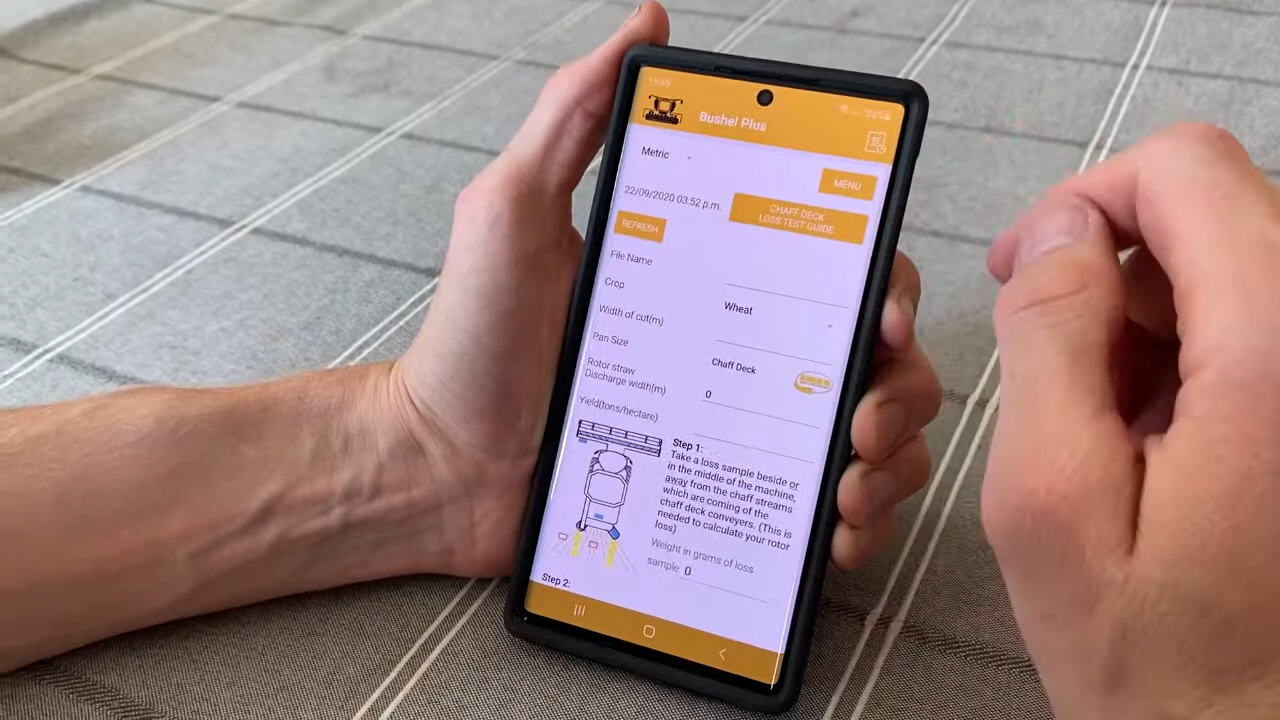 Bushel Plus
Metric
MENU
22/09/2020 03:52 p.m.
CHAFF DECK
LOSS TEST GUIDE
REFRESH
File Name
Crop
Wheat
Width of cut(m)
Pan Size
Chaff Deck
Rotor straw
Discharge width(m)
0
Yield(tons/hectare)
Step 1:
Take a loss sample beside or
in the middle of the machine,
away from the chaff streams
which are coming of the
chaff deck conveyers. (This is
needed to calculate your rotor
loss)
Weight in grams of loss
sample 0
Step 2: